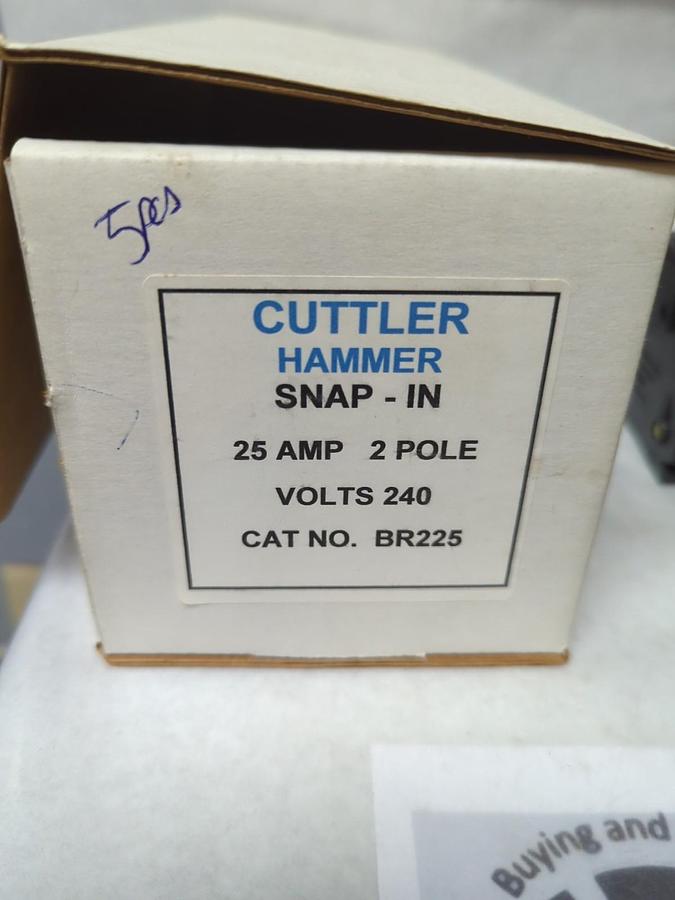 5pcs
CUTTLER
HAMMER
SNAP - IN
25 AMP 2 POLE
VOLTS 240
CAT NO. BR225
Buying and